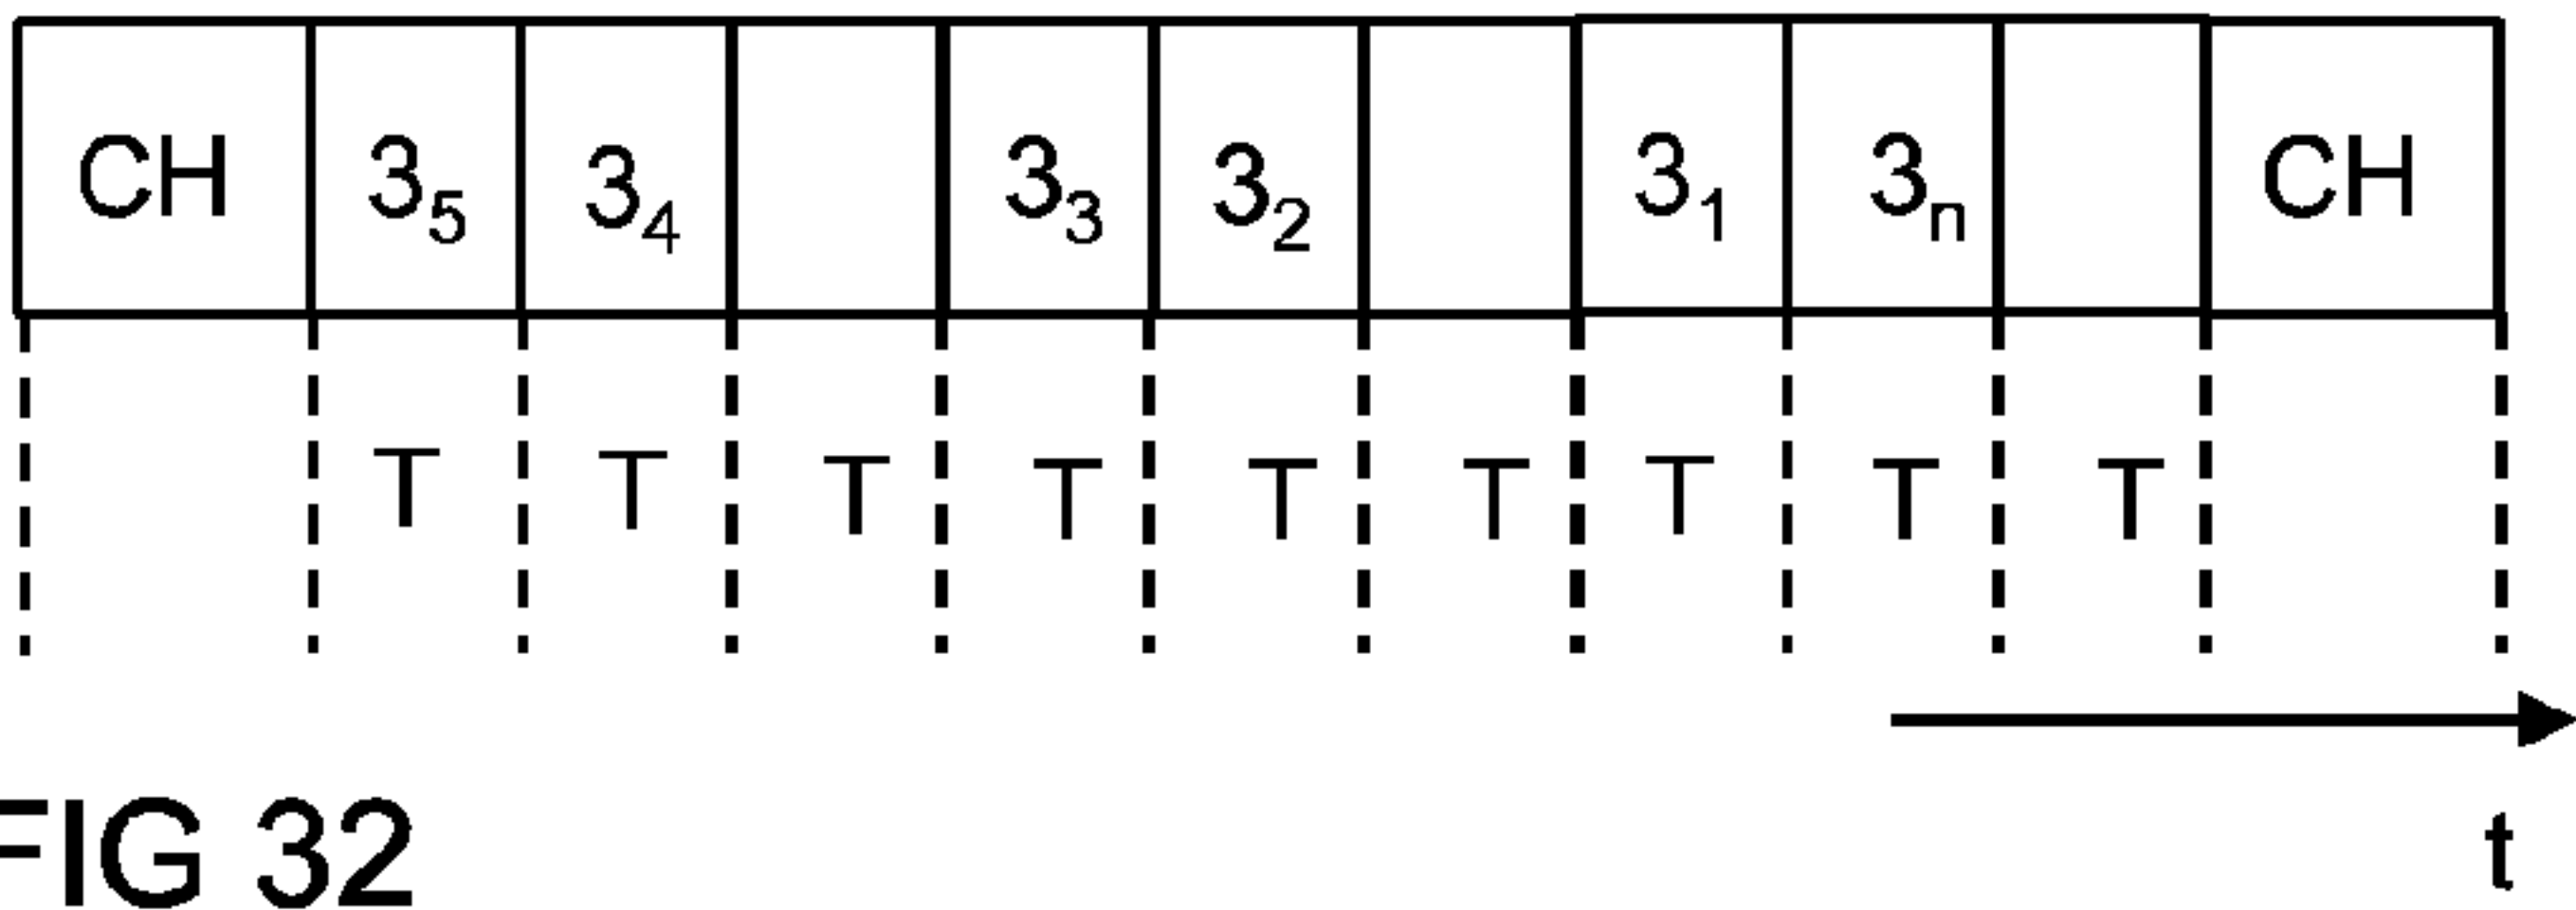 CH 3₅ 3₄ 3₃ 3₂ 3₁ 3ₙ CH
T T T T T T T T T
t
FIG 32